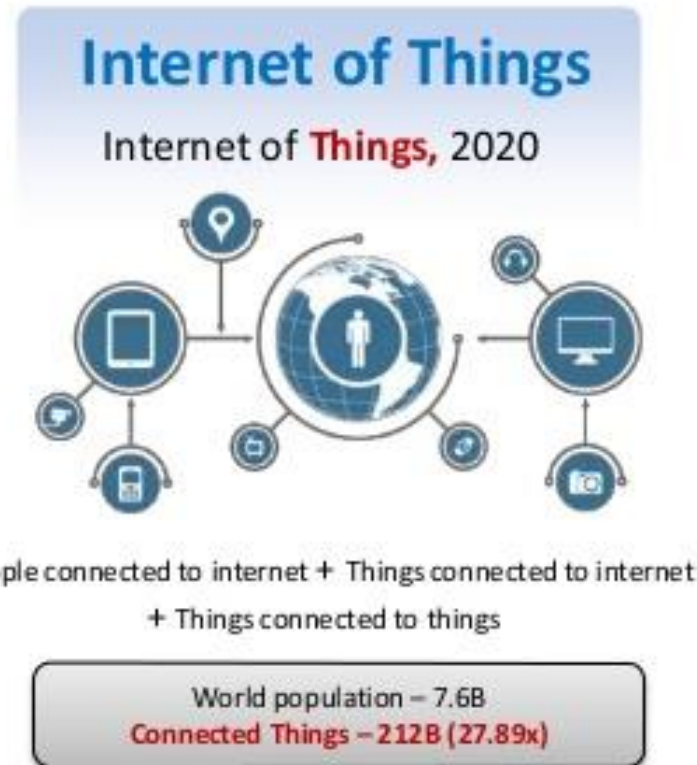 Internet of Things
Internet of Things, 2020
ple connected to internet + Things connected to internet
+ Things connected to things
World population – 7.6B
Connected Things – 212B (27.89x)